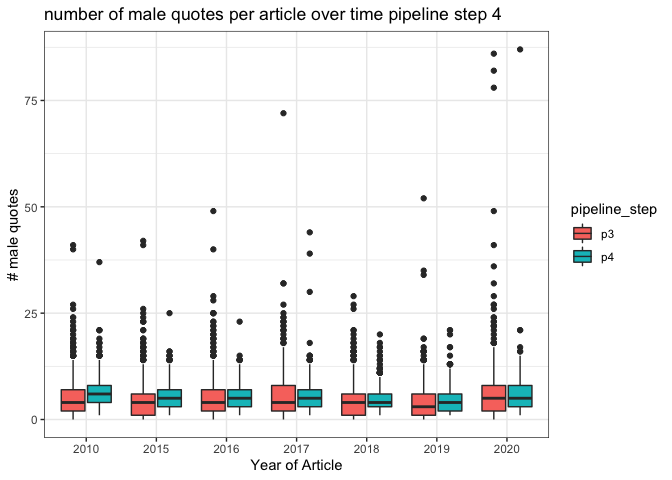 number of male quotes per article over time pipeline step 4
# male quotes
75
50
25
0
2010 2015 2016 2017 2018 2019 2020
Year of Article
pipeline_step
p3
p4